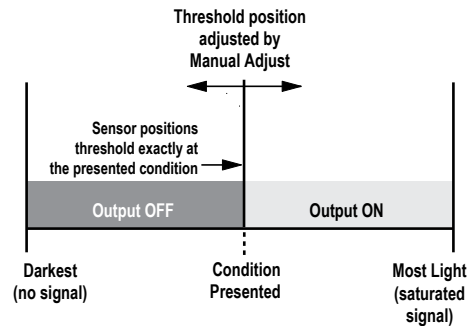 Threshold position
adjusted by
Manual Adjust
Sensor positions
threshold exactly at
the presented condition
Output OFF
Output ON
Darkest
(no signal)
Condition
Presented
Most Light
(saturated
signal)